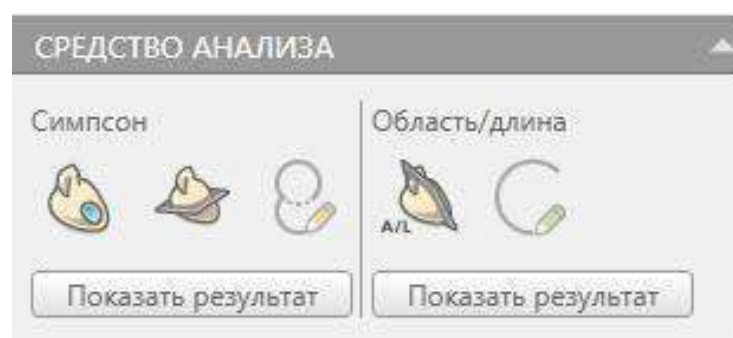 СРЕДСТВО АНАЛИЗА
Симпсон
Область/длина
A/L
Показать результат
Показать результат